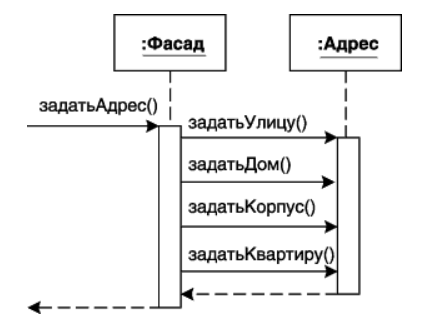 :Фасад
:Адрес
задатьАдрес()
задатьУлицу()
задатьДом()
задатьКорпус()
задатьКвартиру()